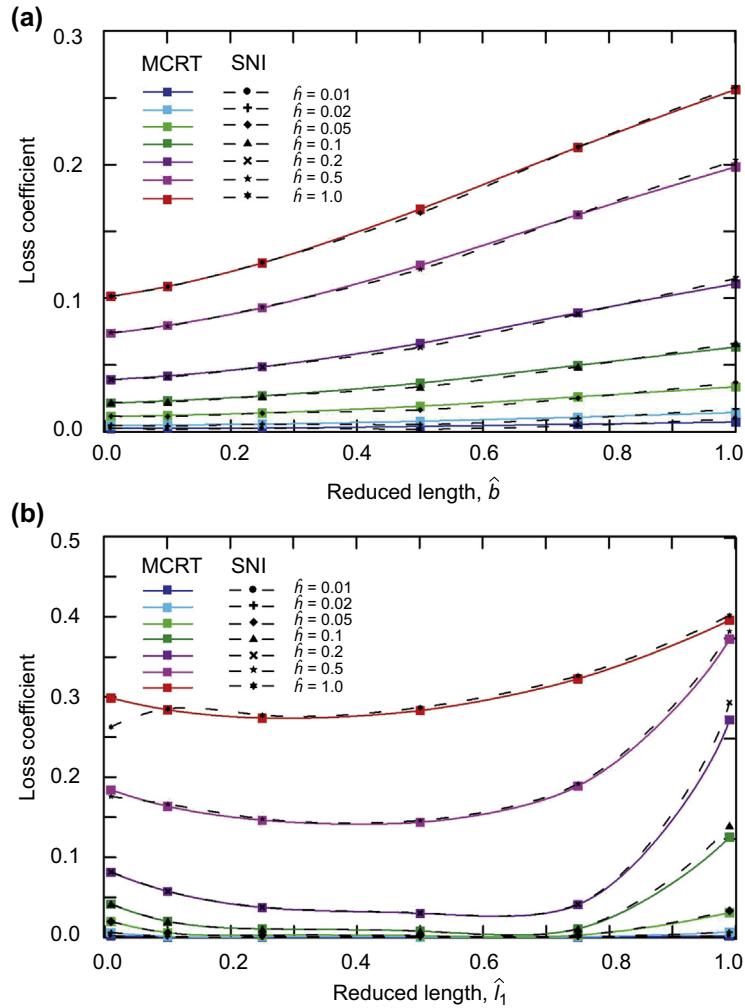 (a)
0.3
MCRT SNI
ĥ = 0.01
ĥ = 0.02
ĥ = 0.05
ĥ = 0.1
ĥ = 0.2
ĥ = 0.5
ĥ = 1.0
0.2
Loss coefficient
0.1
0.0
0.0 0.2 0.4 0.6 0.8 1.0
Reduced length, b̂
(b)
0.5
MCRT SNI
ĥ = 0.01
ĥ = 0.02
ĥ = 0.05
ĥ = 0.1
ĥ = 0.2
ĥ = 0.5
ĥ = 1.0
0.4
0.3
Loss coefficient
0.2
0.1
0.0
0.0 0.2 0.4 0.6 0.8 1.0
Reduced length, l̂₁